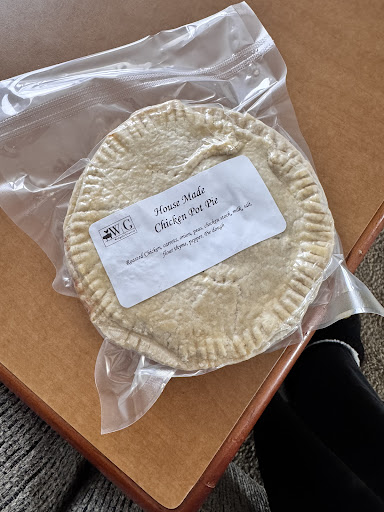 WG
House Made
Chicken Pot Pie
Roasted Chicken, carrots, onion, peas, chicken stock, milk, salt,
flour thyme, pepper, Pie dough